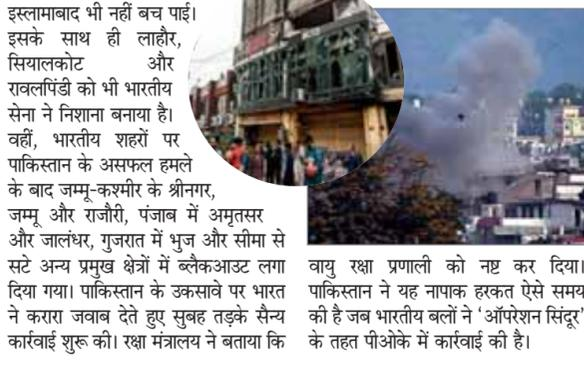 इस्लामाबाद भी नहीं बच पाई।
इसके साथ ही लाहौर,
सियालकोट और
रावलपिंडी को भी भारतीय
सेना ने निशाना बनाया है।
वहीं, भारतीय शहरों पर
पाकिस्तान के असफल हमले
के बाद जम्मू-कश्मीर के श्रीनगर,
जम्मू और राजौरी, पंजाब में अमृतसर
और जालंधर, गुजरात में भुज और सीमा से
सटे अन्य प्रमुख क्षेत्रों में ब्लैकआउट लगा
दिया गया। पाकिस्तान के उकसावे पर भारत
ने करारा जवाब देते हुए सुबह तड़के सैन्य
कार्रवाई शुरू की। रक्षा मंत्रालय ने बताया कि
वायु रक्षा प्रणाली को नष्ट कर दिया।
पाकिस्तान ने यह नापाक हरकत ऐसे समय
की है जब भारतीय बलों ने ‘ऑपरेशन सिंदूर’
के तहत पीओके में कार्रवाई की है।